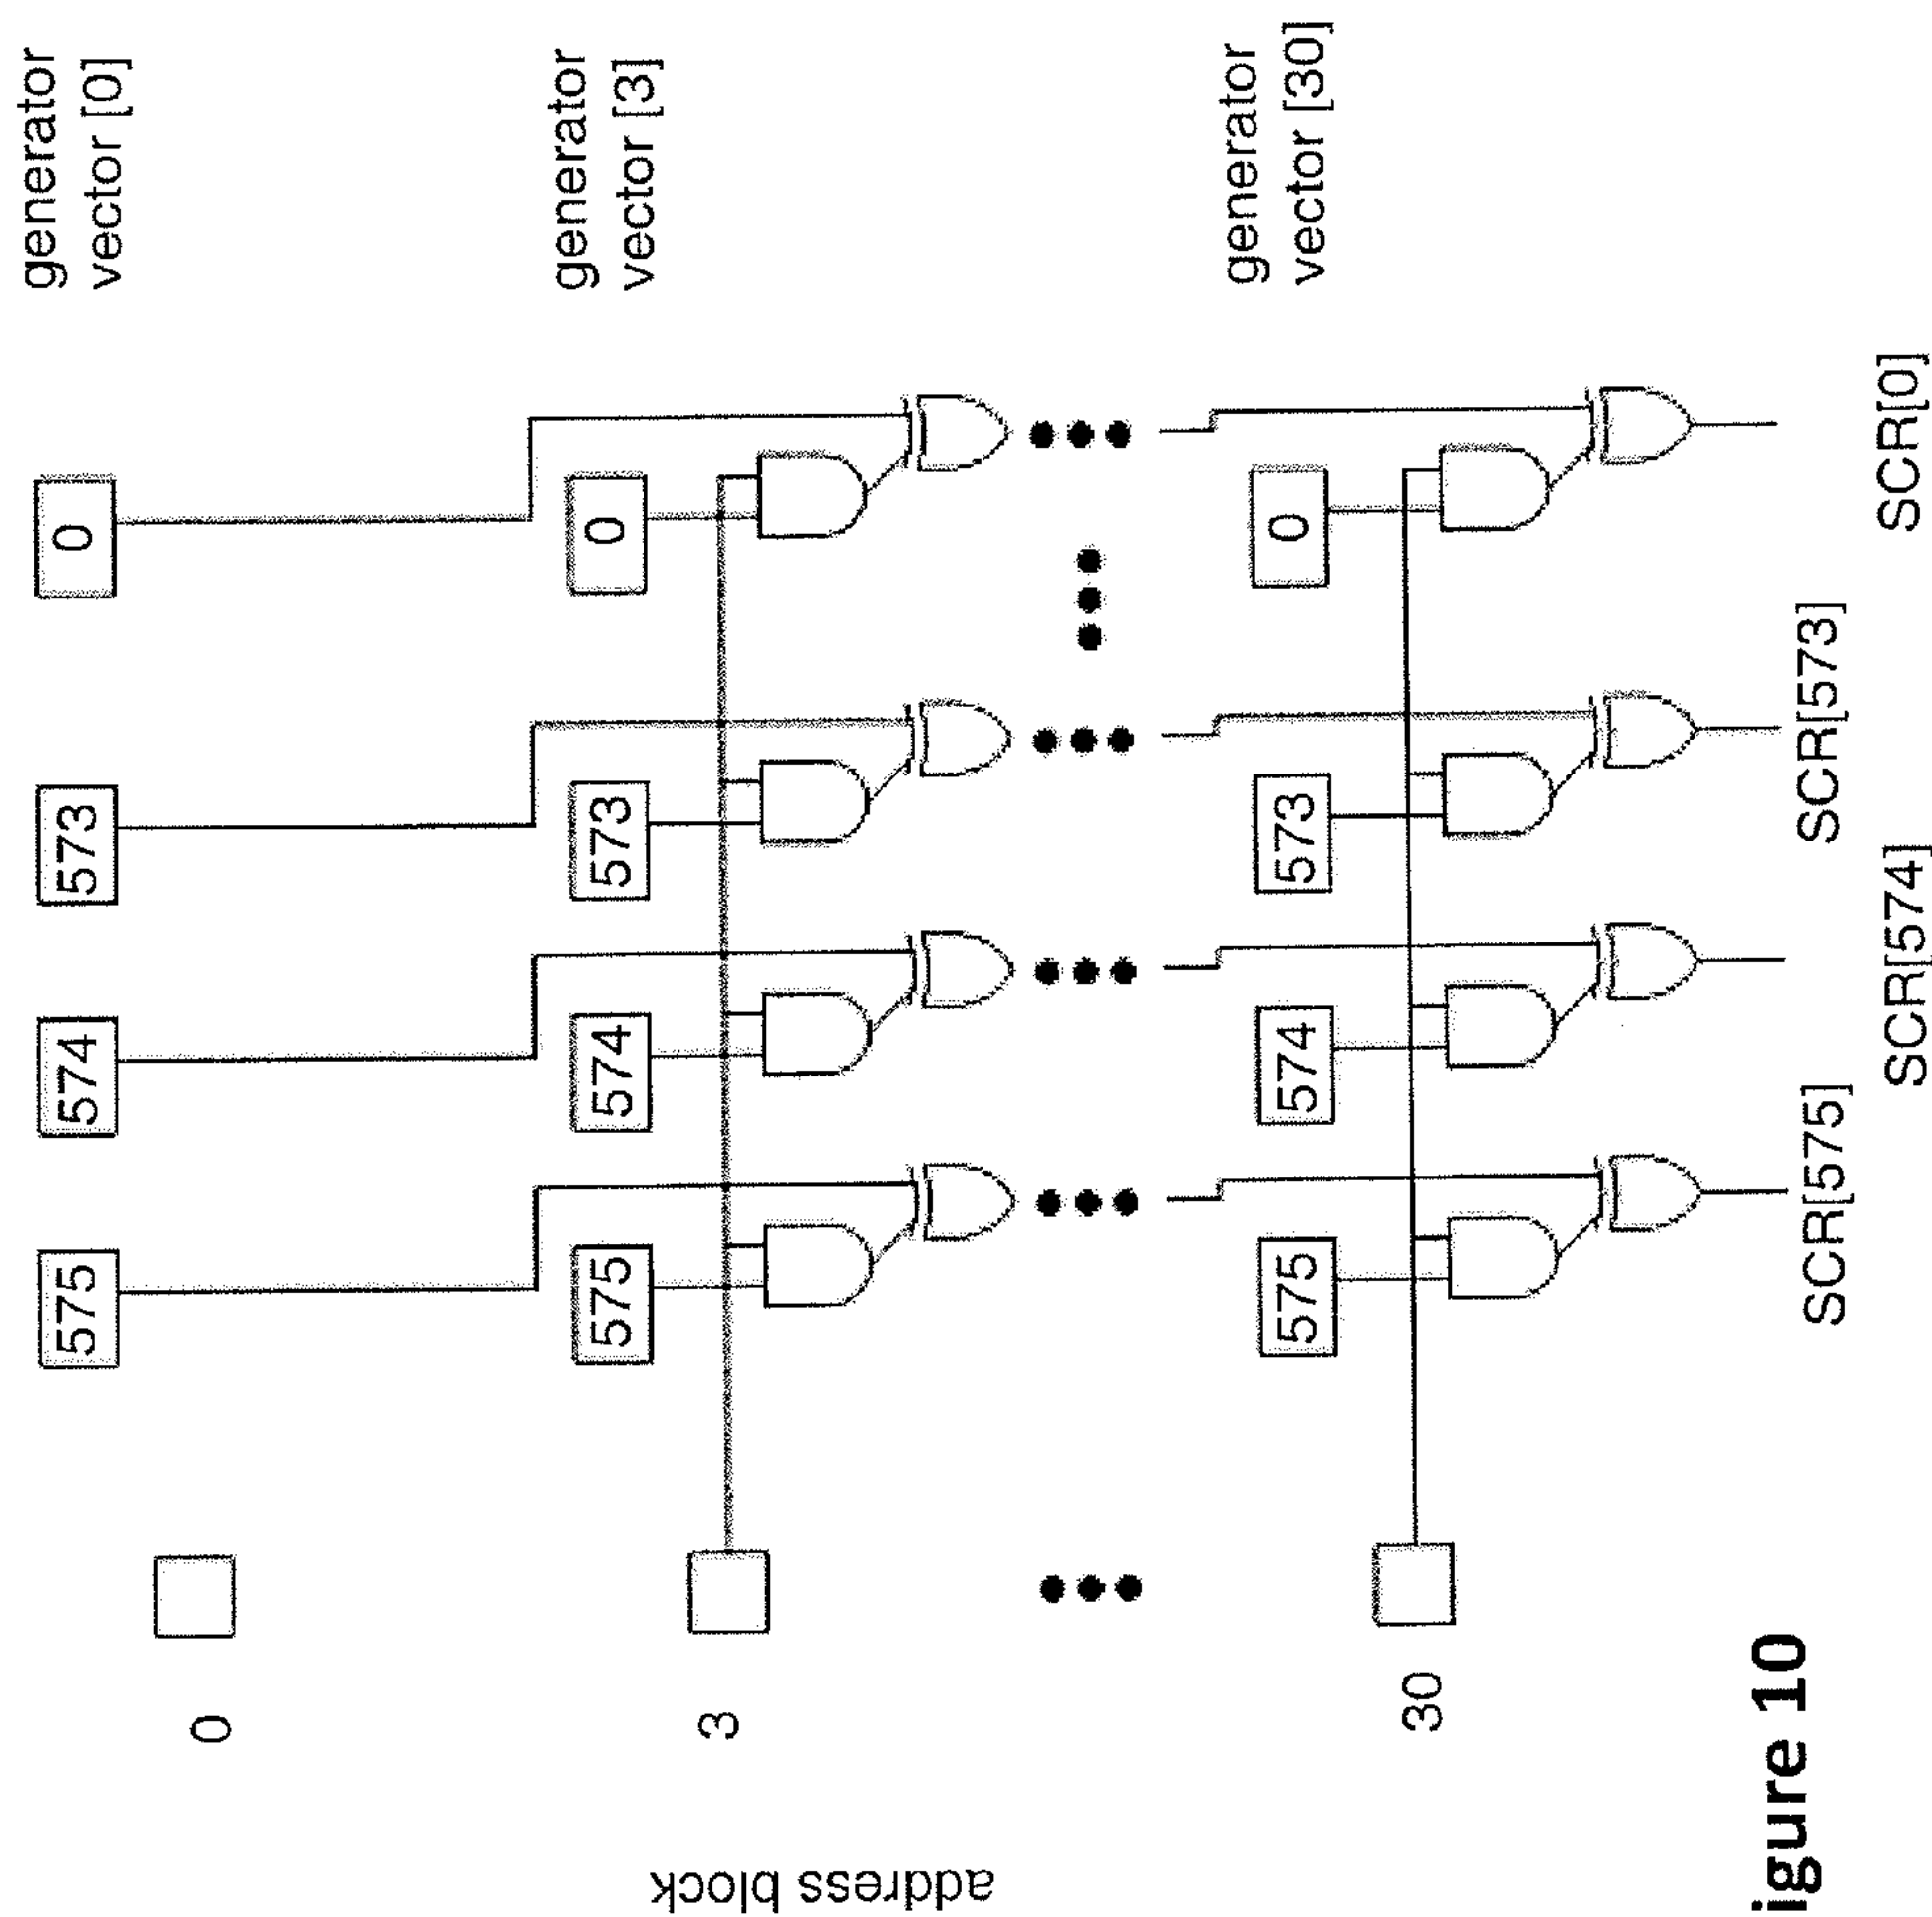 generator
vector [0]
575
574
573
0
0
generator
vector [3]
575
574
573
0
3
address block
generator
vector [30]
575
574
573
0
30
SCR[575]
SCR[574]
SCR[573]
SCR[0]
igure 10